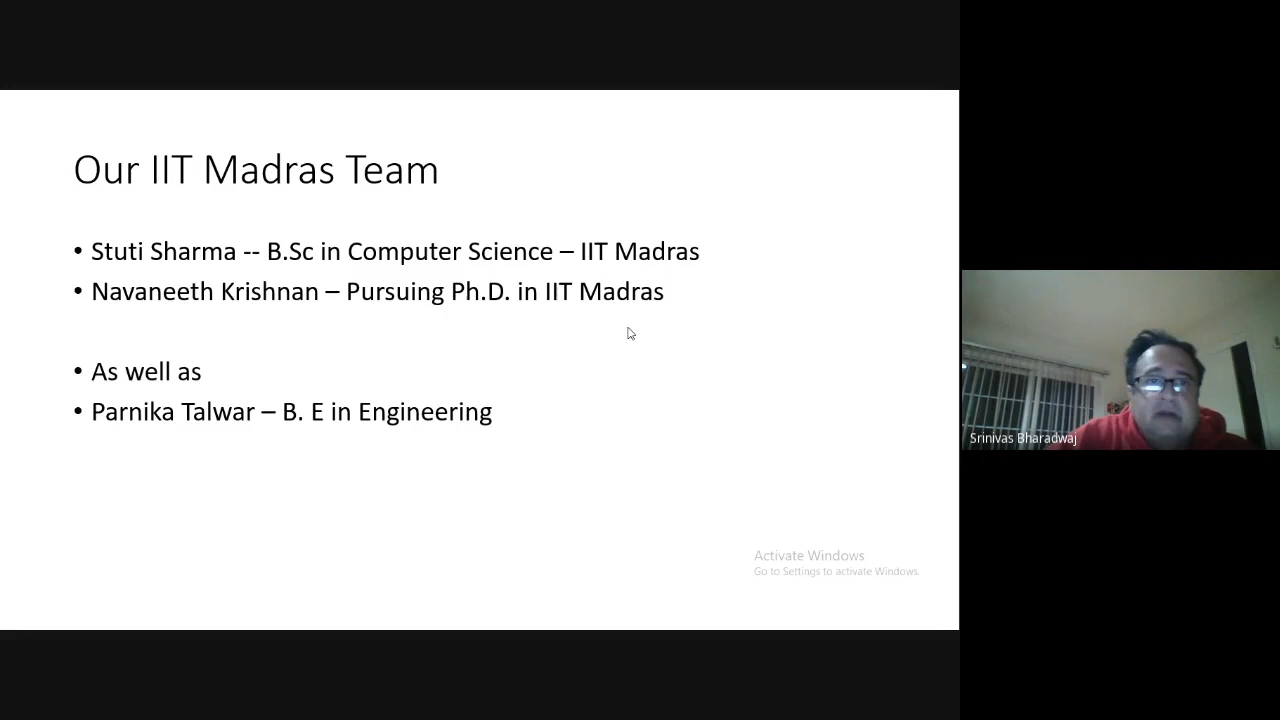 Our IIT Madras Team
• Stuti Sharma -- B.Sc in Computer Science – IIT Madras
• Navaneeth Krishnan – Pursuing Ph.D. in IIT Madras
• As well as
• Parnika Talwar – B. E in Engineering
Activate Windows
Go to Settings to activate Windows.
Srinivas Bharadwaj